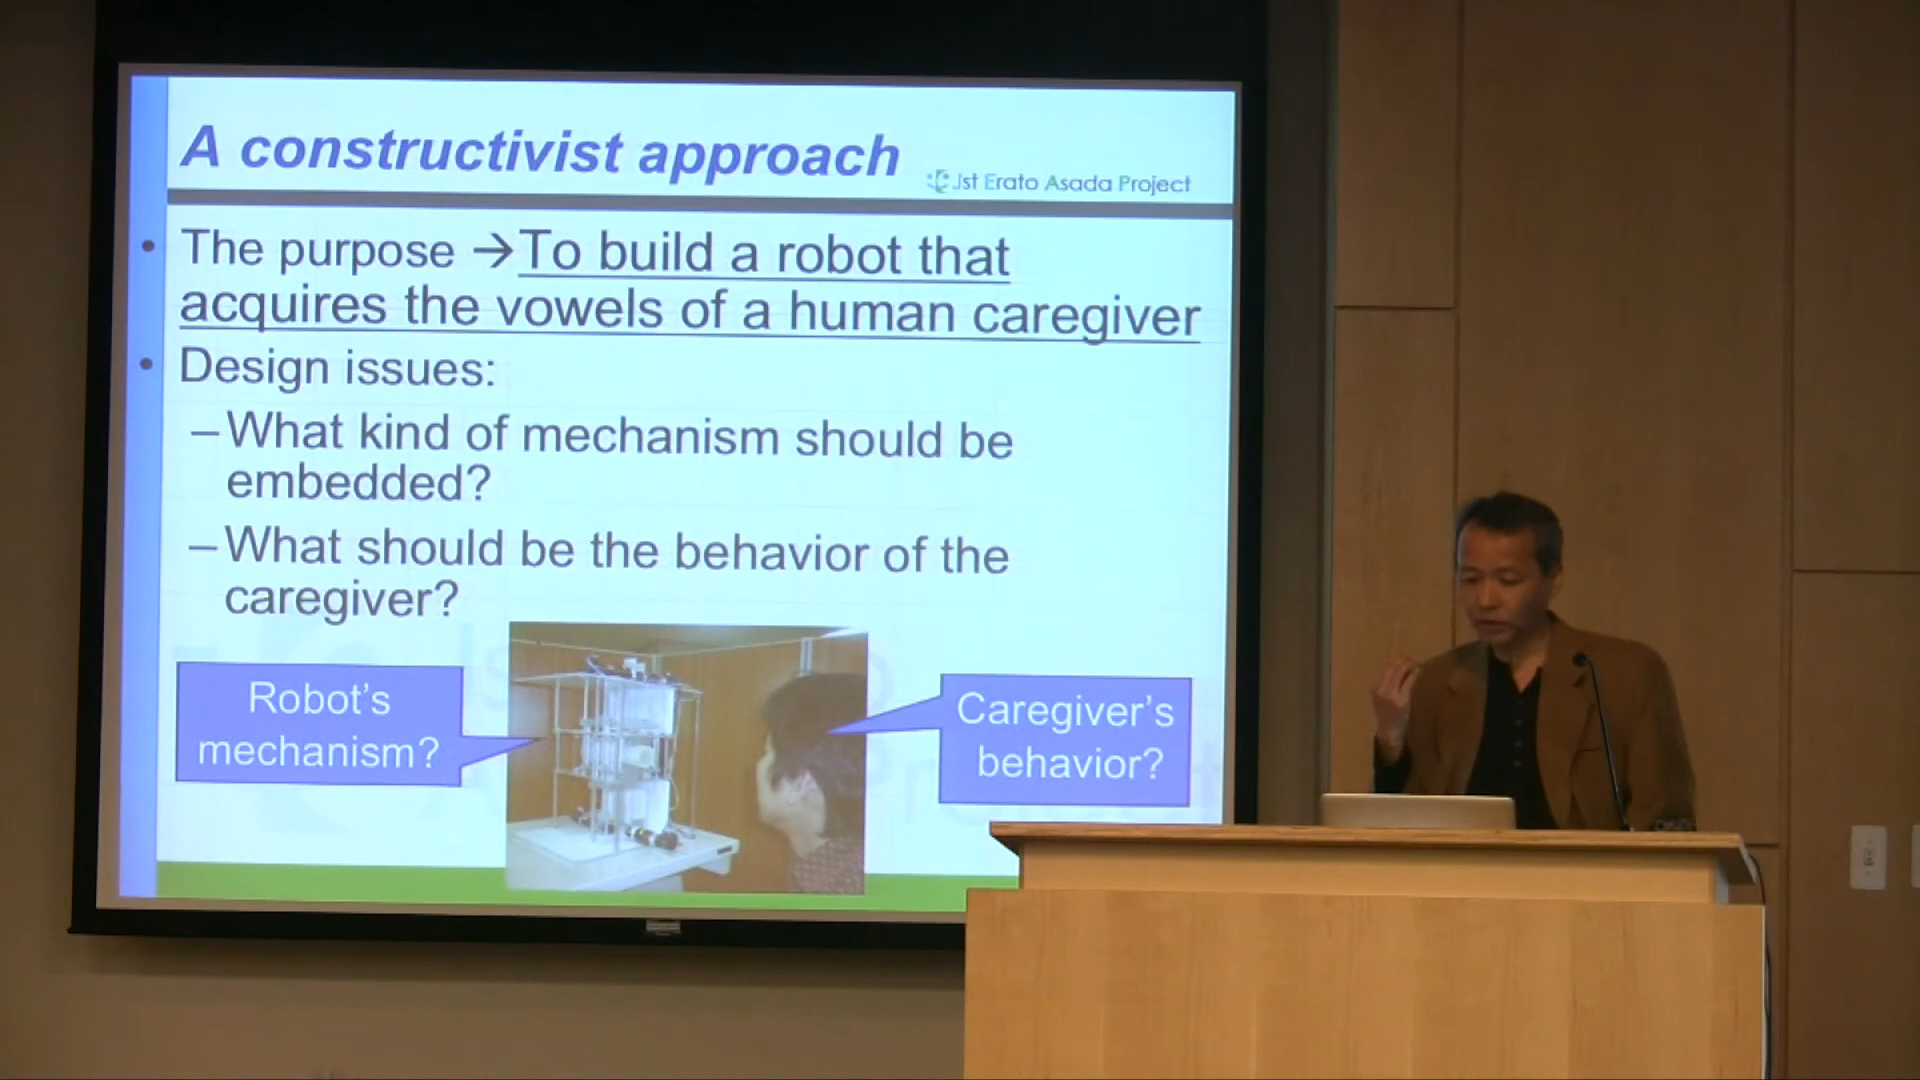 A constructivist approach
Jst Erato Asada Project
• The purpose →To build a robot that
acquires the vowels of a human caregiver
• Design issues:
–What kind of mechanism should be
embedded?
–What should be the behavior of the
caregiver?
Robot's
mechanism?
Caregiver's
behavior?